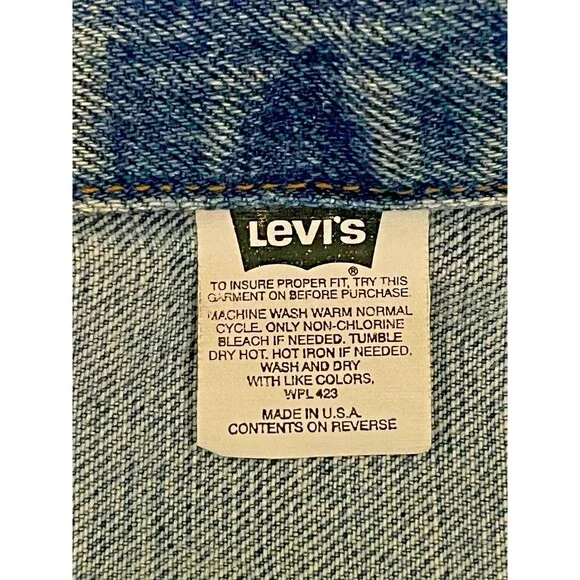 Levi's
®
TO INSURE PROPER FIT, TRY THIS
GARMENT ON BEFORE PURCHASE.
MACHINE WASH WARM NORMAL
CYCLE. ONLY NON-CHLORINE
BLEACH IF NEEDED. TUMBLE
DRY HOT. HOT IRON IF NEEDED.
WASH AND DRY
WITH LIKE COLORS,
WPL 423
MADE IN U.S.A.
CONTENTS ON REVERSE